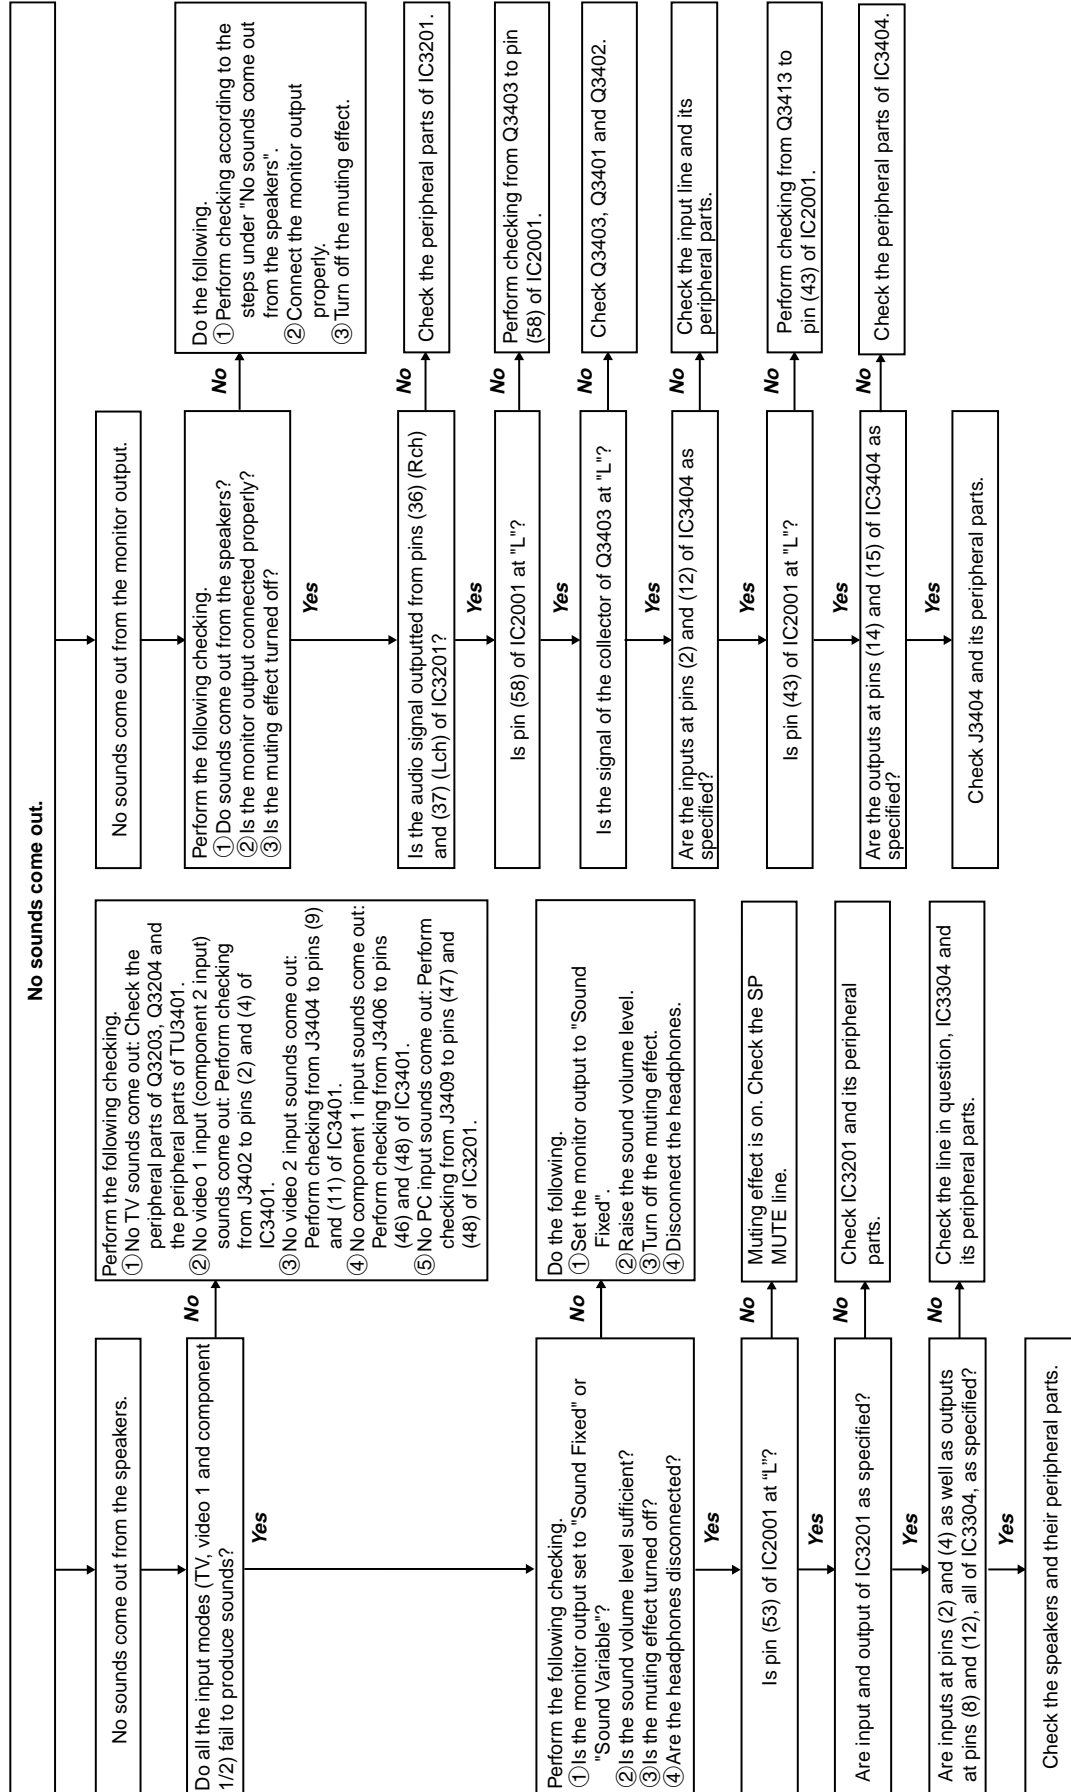 No sounds come out.
No sounds come out from the speakers.
Do all the input modes (TV, video 1 and component
1/2) fail to produce sounds?
No
Perform the following checking.
① No TV sounds come out: Check the
peripheral parts of Q3203, Q3204 and
the peripheral parts of TU3401.
② No video 1 input (component 2 input)
sounds come out: Perform checking
from J3402 to pins (2) and (4) of
IC3401.
③ No video 2 input sounds come out:
Perform checking from J3404 to pins (9)
and (11) of IC3401.
④ No component 1 input sounds come out:
Perform checking from J3406 to pins
(46) and (48) of IC3401.
⑤ No PC input sounds come out: Perform
checking from J3409 to pins (47) and
(48) of IC3201.
Yes
Perform the following checking.
① Is the monitor output set to "Sound Fixed" or
"Sound Variable"?
② Is the sound volume level sufficient?
③ Is the muting effect turned off?
④ Are the headphones disconnected?
No
Do the following.
① Set the monitor output to "Sound
Fixed".
② Raise the sound volume level.
③ Turn off the muting effect.
④ Disconnect the headphones.
Yes
Is pin (53) of IC2001 at “L”?
No
Muting effect is on. Check the SP
MUTE line.
Yes
Are input and output of IC3201 as specified?
No
Check IC3201 and its peripheral
parts.
Yes
Are inputs at pins (2) and (4) as well as outputs
at pins (8) and (12), all of IC3304, as specified?
No
Check the line in question, IC3304 and
its peripheral parts.
Yes
Check the speakers and their peripheral parts.
No sounds come out from the monitor output.
Perform the following checking.
① Do sounds come out from the speakers?
② Is the monitor output connected properly?
③ Is the muting effect turned off?
No
Do the following.
① Perform checking according to the
steps under "No sounds come out
from the speakers".
② Connect the monitor output
properly.
③ Turn off the muting effect.
Yes
Is the audio signal outputted from pins (36) (Rch)
and (37) (Lch) of IC3201?
No
Check the peripheral parts of IC3201.
Yes
Is pin (58) of IC2001 at "L"?
No
Perform checking from Q3403 to pin
(58) of IC2001.
Yes
Is the signal of the collector of Q3403 at "L"?
No
Check Q3403, Q3401 and Q3402.
Yes
Are the inputs at pins (2) and (12) of IC3404 as
specified?
No
Check the input line and its
peripheral parts.
Yes
Is pin (43) of IC2001 at "L"?
No
Perform checking from Q3413 to
pin (43) of IC2001.
Yes
Are the outputs at pins (14) and (15) of IC3404 as
specified?
No
Check the peripheral parts of IC3404.
Yes
Check J3404 and its peripheral parts.